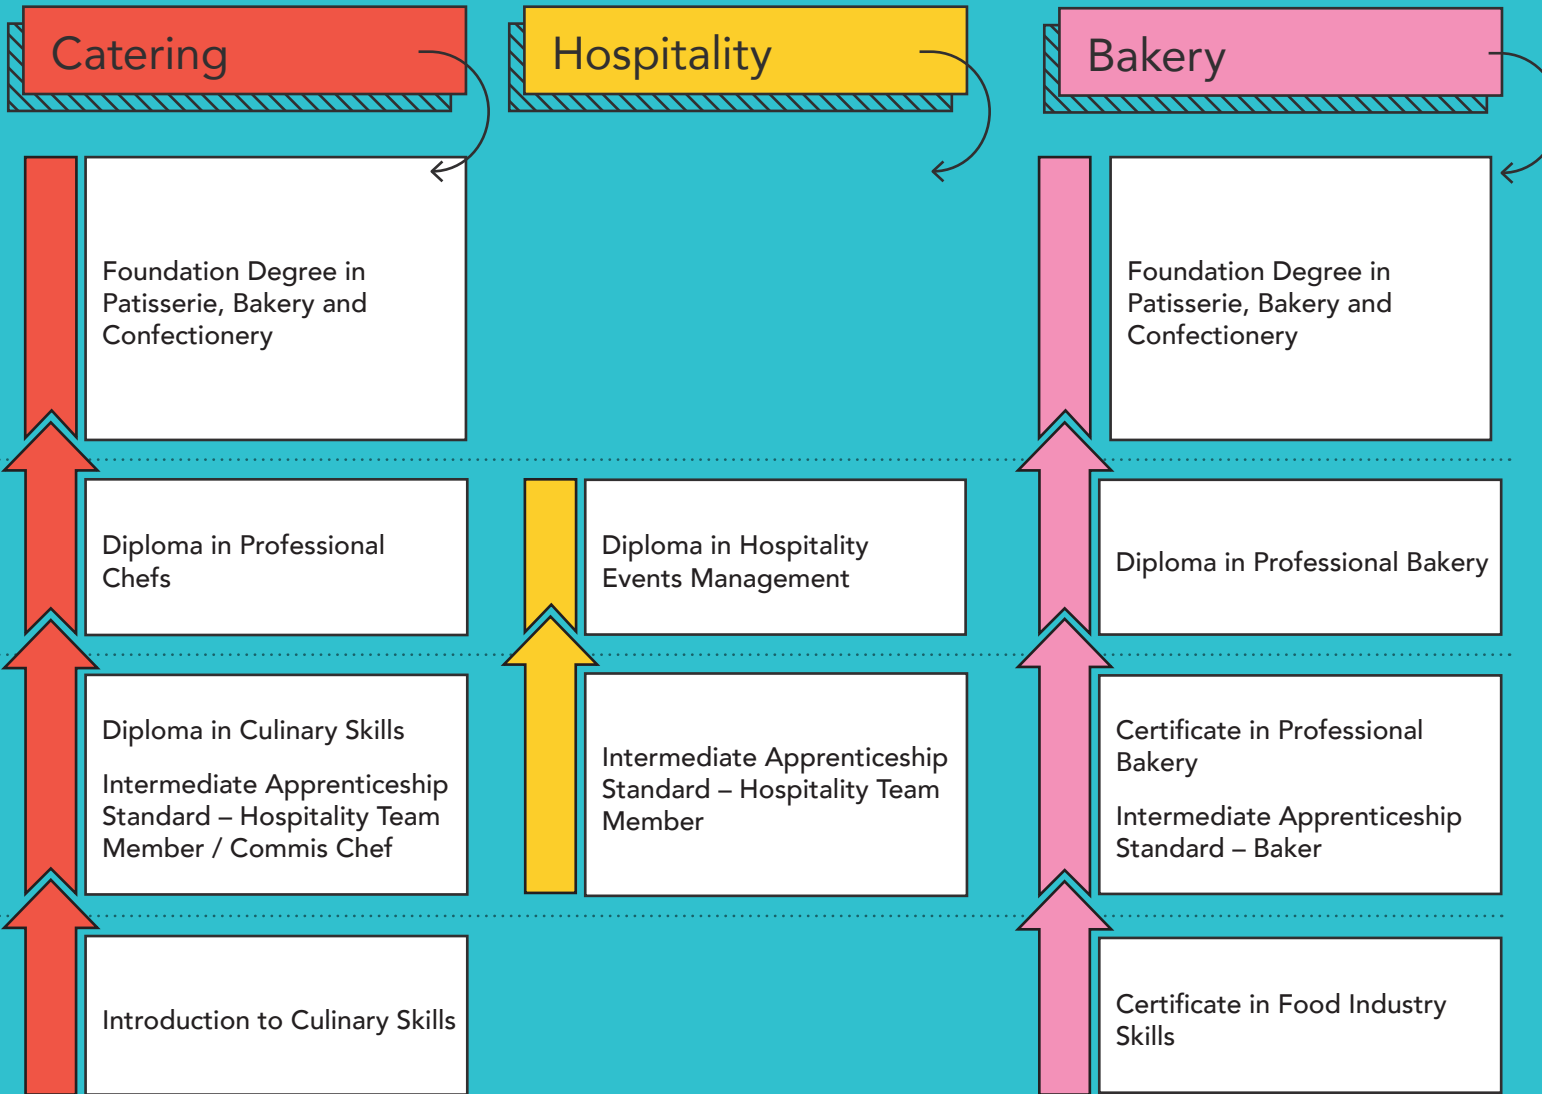 Catering
Hospitality
Bakery
Foundation Degree in
Patisserie, Bakery and
Confectionery
Foundation Degree in
Patisserie, Bakery and
Confectionery
Diploma in Professional
Chefs
Diploma in Hospitality
Events Management
Diploma in Professional Bakery
Diploma in Culinary Skills
Intermediate Apprenticeship
Standard – Hospitality Team
Member / Commis Chef
Intermediate Apprenticeship
Standard – Hospitality Team
Member
Certificate in Professional
Bakery
Intermediate Apprenticeship
Standard – Baker
Introduction to Culinary Skills
Certificate in Food Industry
Skills